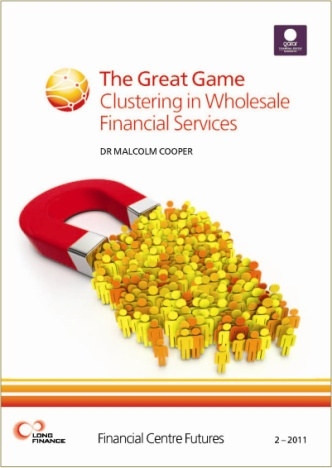 The Great Game
Clustering in Wholesale
Financial Services
DR MALCOLM COOPER
LONG
FINANCE
Financial Centre Futures
2 – 2011